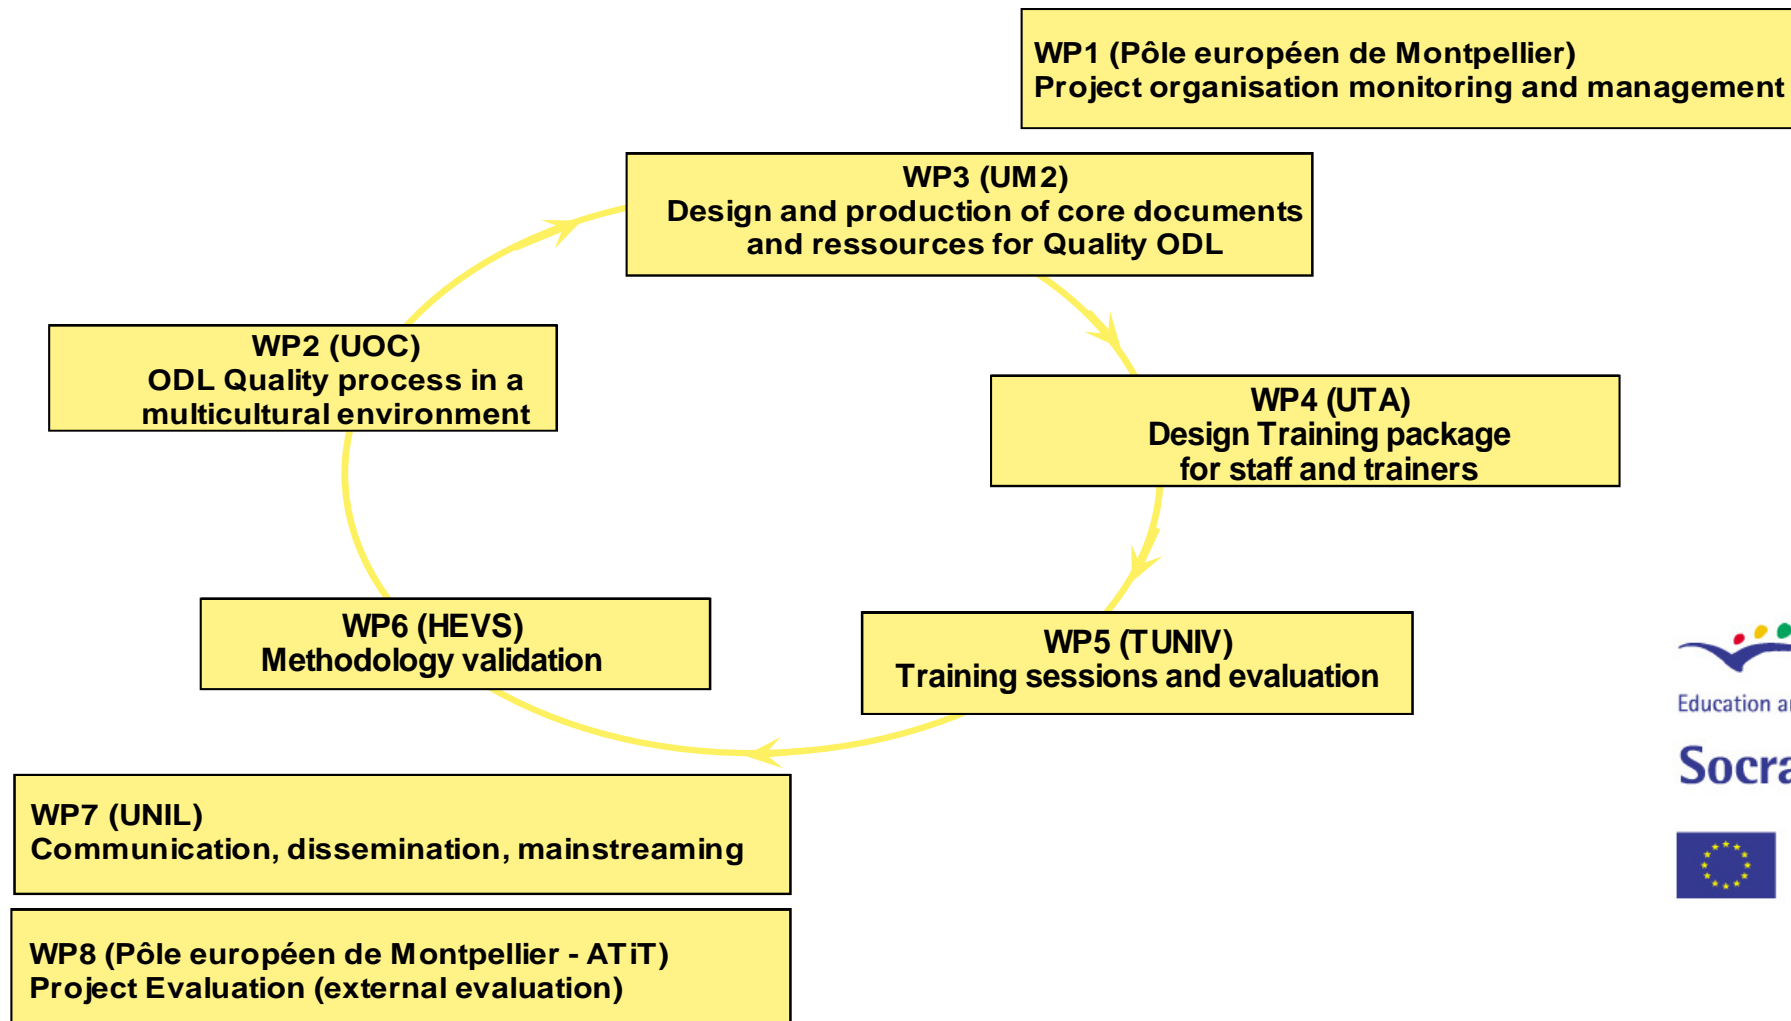 WP1 (Pôle européen de Montpellier)
Project organisation monitoring and management
WP3 (UM2)
Design and production of core documents
and ressources for Quality ODL
WP2 (UOC)
ODL Quality process in a
multicultural environment
WP4 (UTA)
Design Training package
for staff and trainers
WP6 (HEVS)
Methodology validation
WP5 (TUNIV)
Training sessions and evaluation
Education
WP7 (UNIL)
Communication, dissemination, mainstreaming
WP8 (Pôle européen de Montpellier - ATiT)
Project Evaluation (external evaluation)